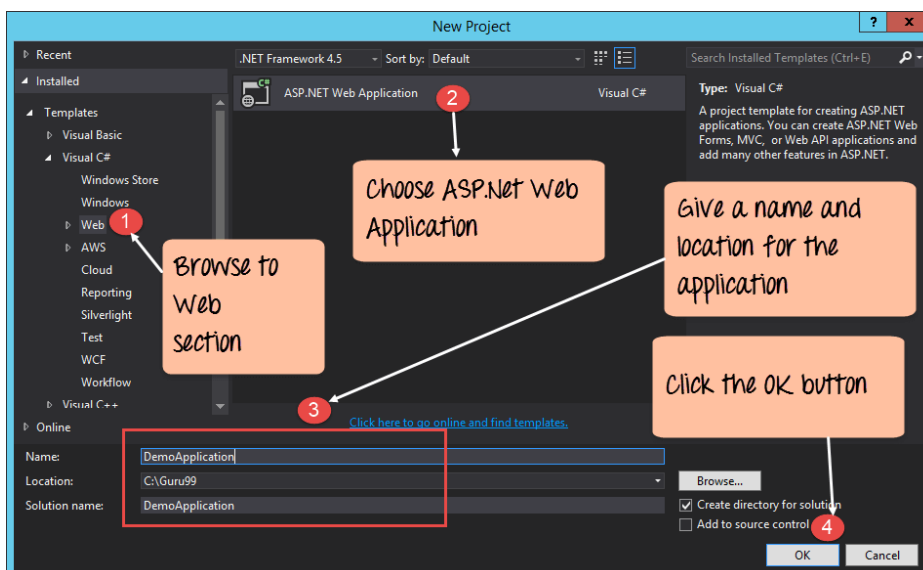 New Project
? x
Recent
.NET Framework 4.5 Sort by: Default
Search Installed Templates (Ctrl+E)
Installed
Templates
Visual Basic
Visual C#
Windows Store
Windows
Web
AWS
Cloud
Reporting
Silverlight
Test
WCF
Workflow
Visual C++
Online
C#
ASP.NET Web Application
Visual C#
Type: Visual C#
A project template for creating ASP.NET
applications. You can create ASP.NET Web
Forms, MVC, or Web API applications and
add many other features in ASP.NET.
1
Browse to
Web
section
2
Choose ASP.Net Web
Application
3
Give a name and
location for the
application
Click here to go online and find templates.
Click the OK button
4
Name: DemoApplication
Location: C:\Guru99
Browse...
Solution name: DemoApplication
Create directory for solution
Add to source control
OK Cancel